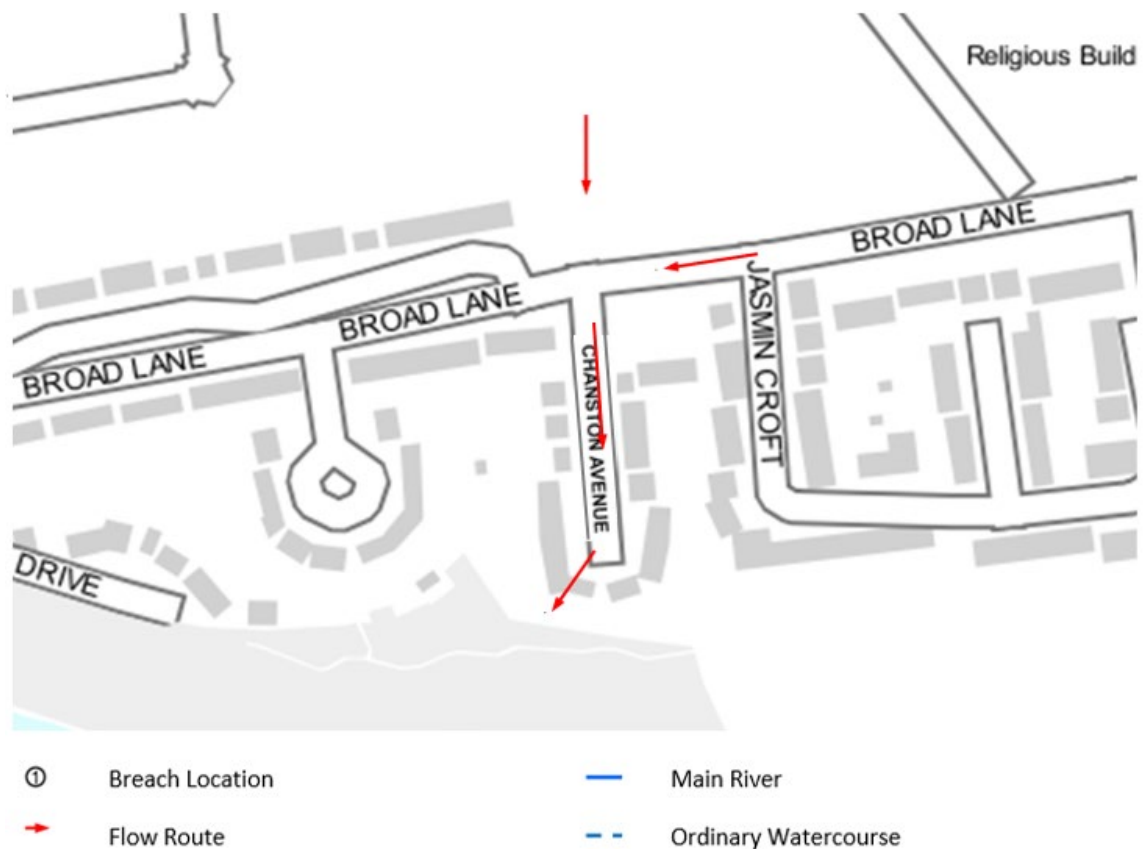 Religious Build
BROAD LANE
BROAD LANE
BROAD LANE
JASMIN CROFT
CHANSTON AVENUE
DRIVE
① Breach Location
Main River
Flow Route
Ordinary Watercourse